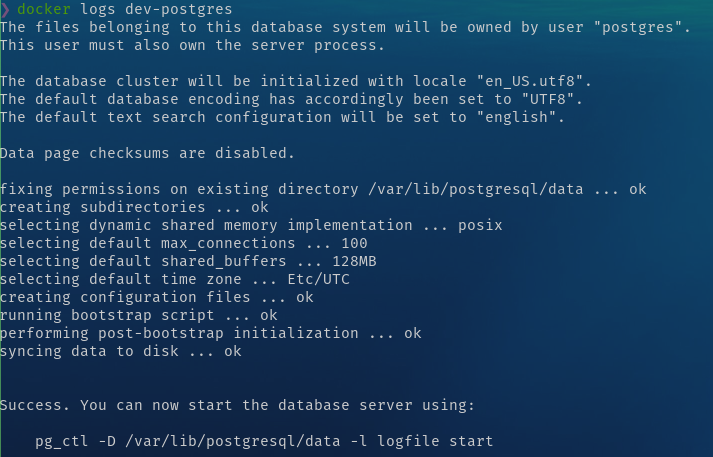 ❯ docker logs dev-postgres
The files belonging to this database system will be owned by user "postgres".
This user must also own the server process.
The database cluster will be initialized with locale "en_US.utf8".
The default database encoding has accordingly been set to "UTF8".
The default text search configuration will be set to "english".
Data page checksums are disabled.
fixing permissions on existing directory /var/lib/postgresql/data ... ok
creating subdirectories ... ok
selecting dynamic shared memory implementation ... posix
selecting default max_connections ... 100
selecting default shared_buffers ... 128MB
selecting default time zone ... Etc/UTC
creating configuration files ... ok
running bootstrap script ... ok
performing post-bootstrap initialization ... ok
syncing data to disk ... ok
Success. You can now start the database server using:
pg_ctl -D /var/lib/postgresql/data -l logfile start